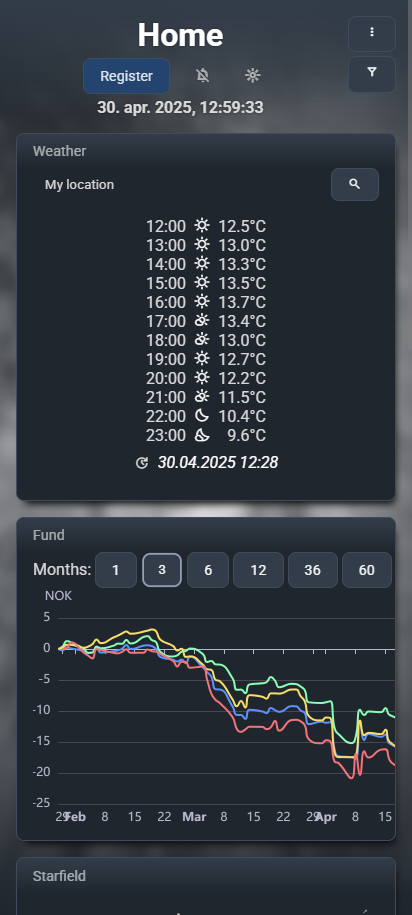 Home
Register
30. apr. 2025, 12:59:33
Weather
My location
12:00 12.5°C
13:00 13.0°C
14:00 13.3°C
15:00 13.5°C
16:00 13.7°C
17:00 13.4°C
18:00 13.0°C
19:00 12.7°C
20:00 12.2°C
21:00 11.5°C
22:00 10.4°C
23:00 9.6°C
30.04.2025 12:28
Fund
Months: 1 3 6 12 36 60
NOK
5
0
-5
-10
-15
-20
-25
29 Feb 8 15 22 Mar 8 15 22 29 Apr 8 15
Starfield